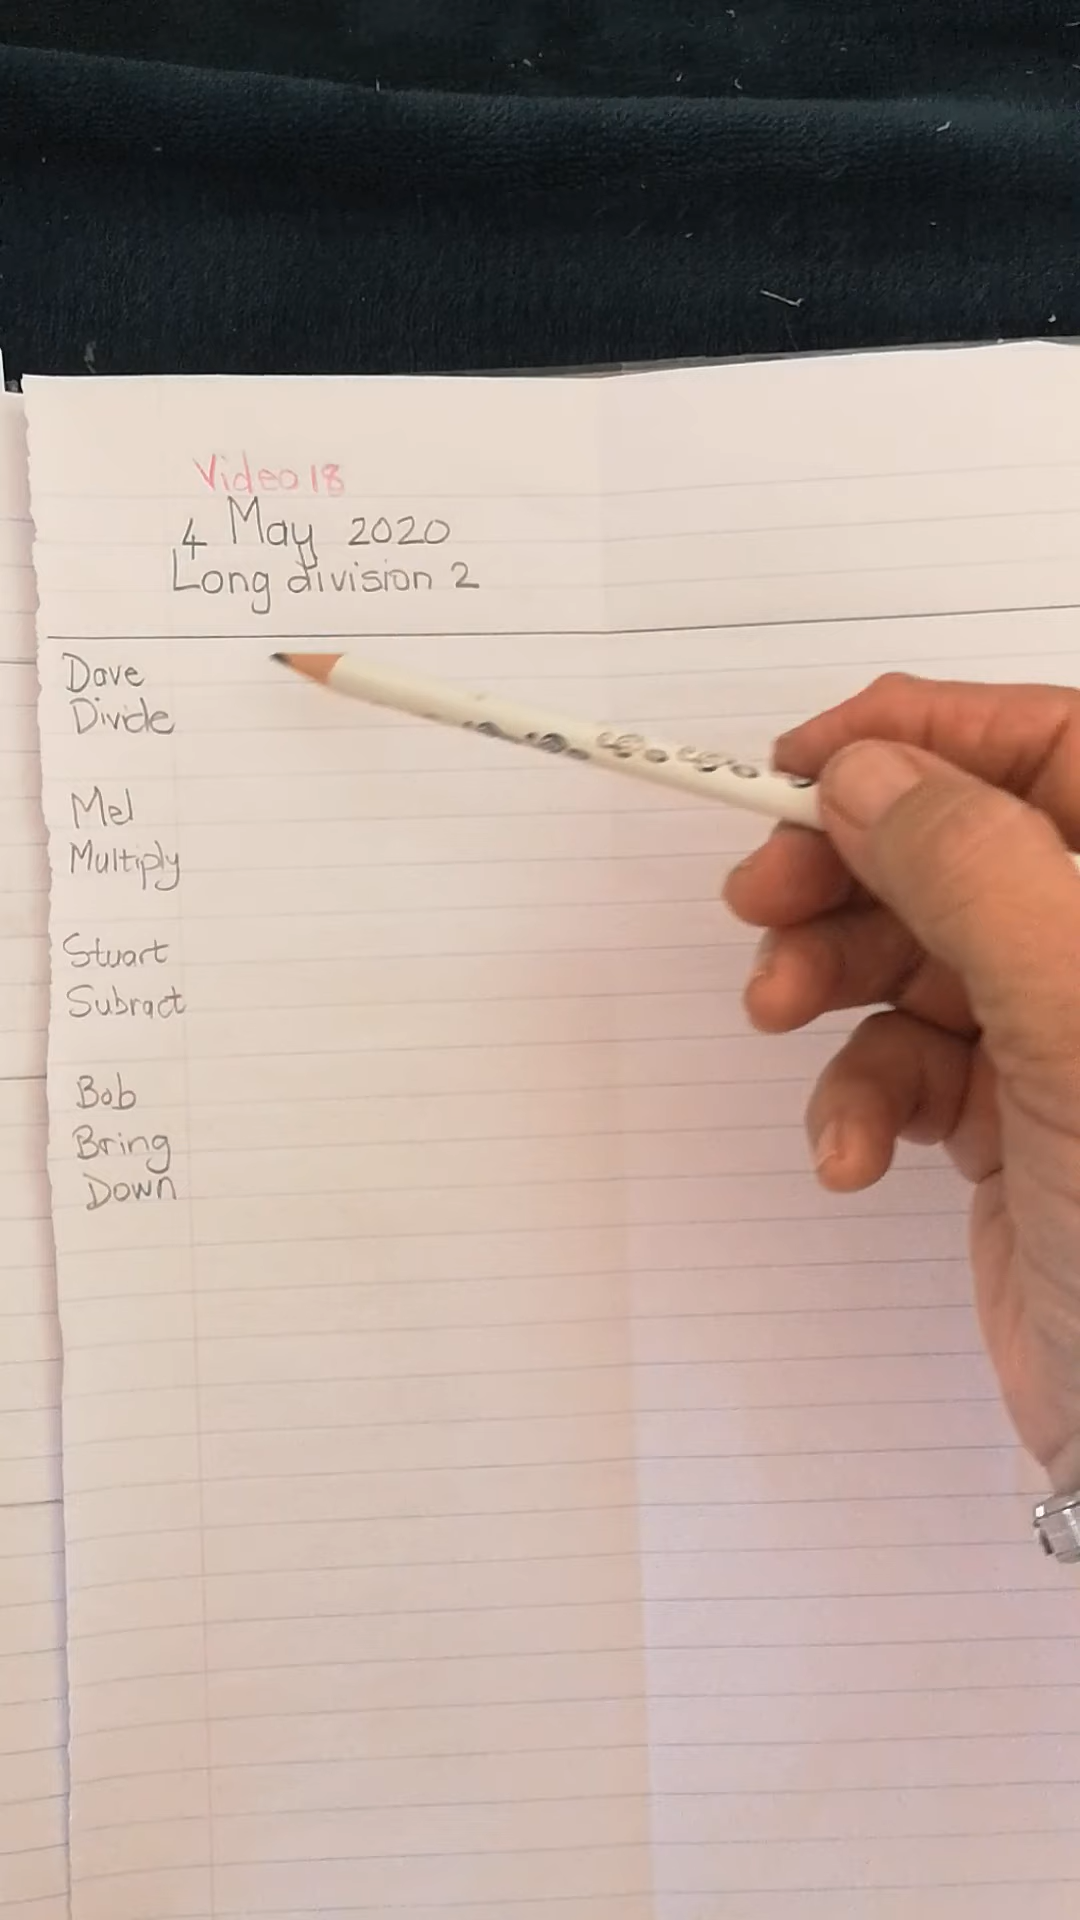 Video 18
4 May 2020
Long division 2
Dave
Divide
Mel
Multiply
Stuart
Subract
Bob
Bring
Down